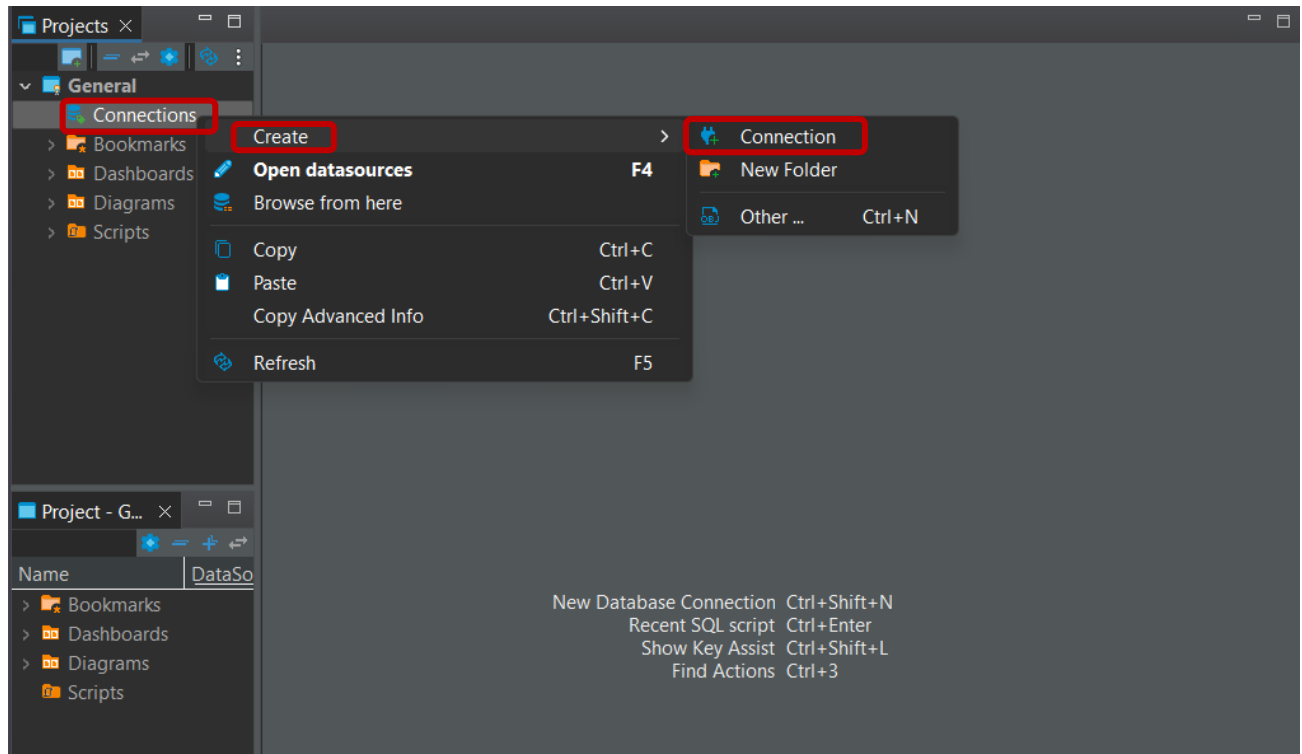 Projects
General
Connections
Bookmarks
Dashboards
Diagrams
Scripts
Create
Open datasources F4
Browse from here
Copy Ctrl+C
Paste Ctrl+V
Copy Advanced Info Ctrl+Shift+C
Refresh F5
Connection
New Folder
Other ... Ctrl+N
Project - G...
Name DataSo
Bookmarks
Dashboards
Diagrams
Scripts
New Database Connection Ctrl+Shift+N
Recent SQL script Ctrl+Enter
Show Key Assist Ctrl+Shift+L
Find Actions Ctrl+3